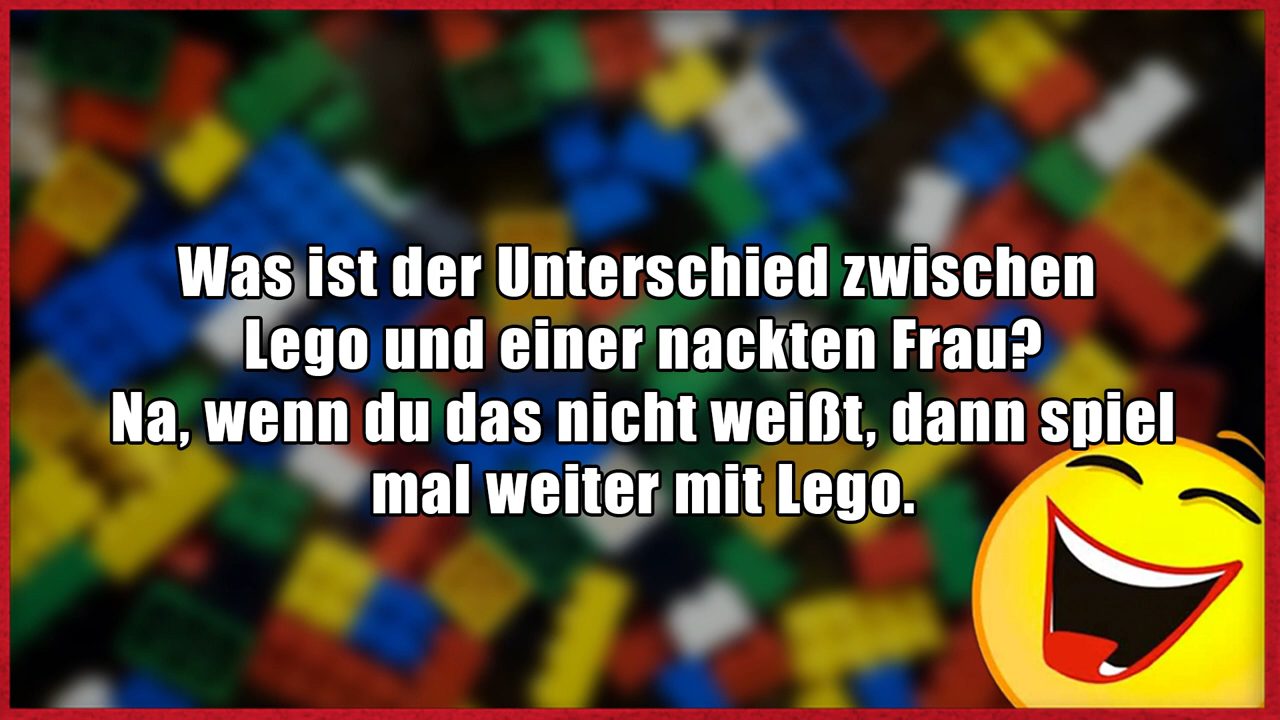 Was ist der Unterschied zwischen
Lego und einer nackten Frau?
Na, wenn du das nicht weißt, dann spiel
mal weiter mit Lego.